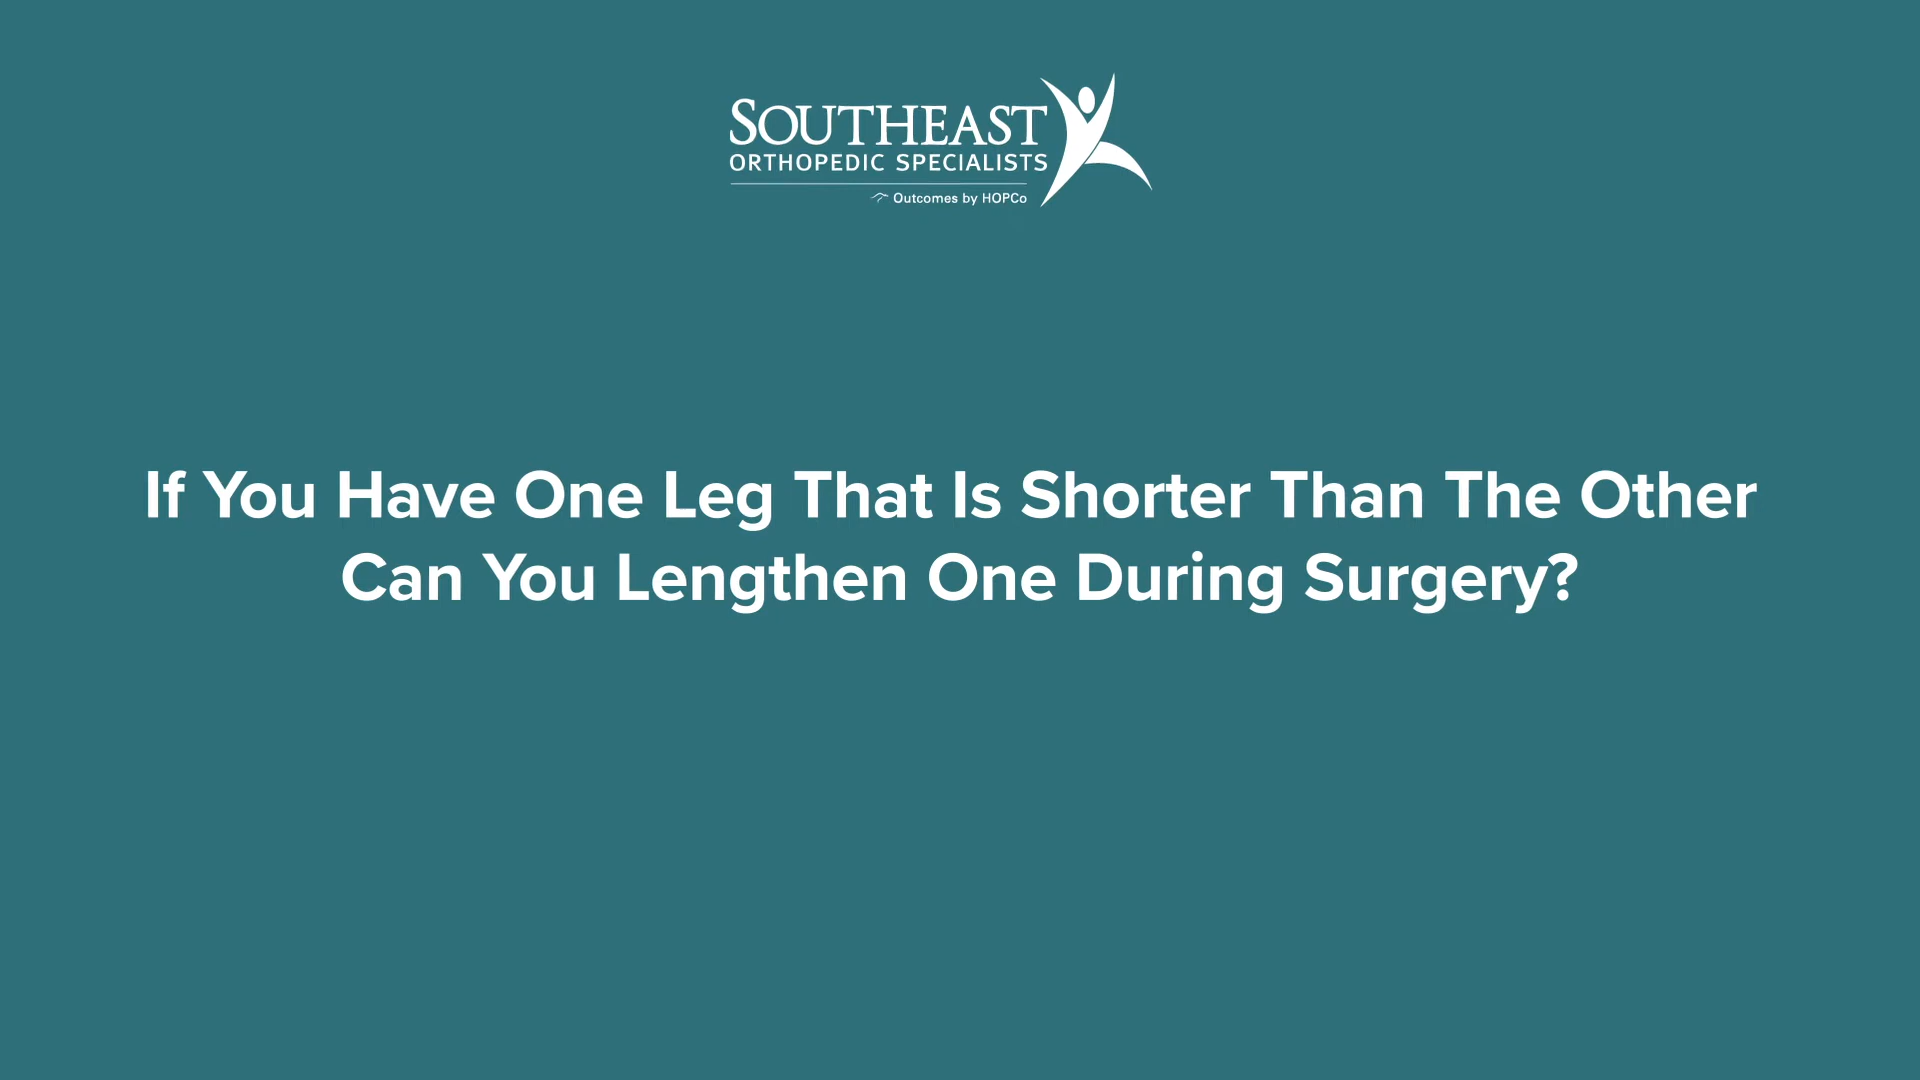 SOUTHEAST
ORTHOPEDIC SPECIALISTS
Outcomes by HOPCo
If You Have One Leg That Is Shorter Than The Other
Can You Lengthen One During Surgery?